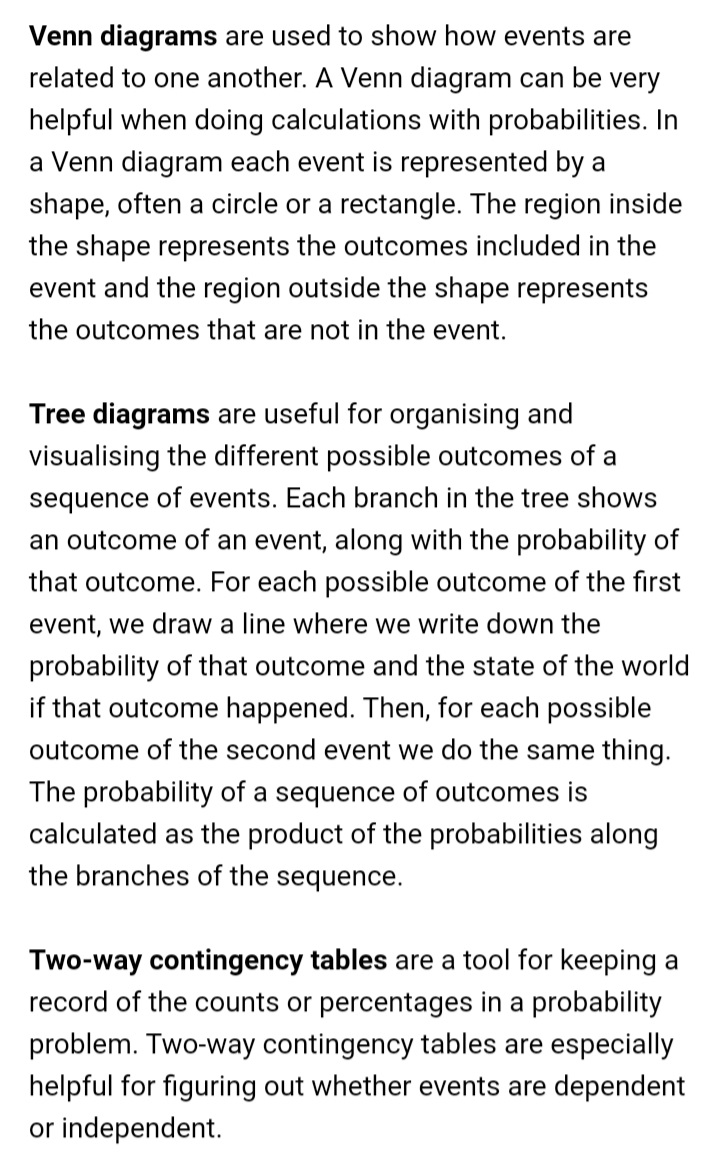 Venn diagrams are used to show how events are
related to one another. A Venn diagram can be very
helpful when doing calculations with probabilities. In
a Venn diagram each event is represented by a
shape, often a circle or a rectangle. The region inside
the shape represents the outcomes included in the
event and the region outside the shape represents
the outcomes that are not in the event.
Tree diagrams are useful for organising and
visualising the different possible outcomes of a
sequence of events. Each branch in the tree shows
an outcome of an event, along with the probability of
that outcome. For each possible outcome of the first
event, we draw a line where we write down the
probability of that outcome and the state of the world
if that outcome happened. Then, for each possible
outcome of the second event we do the same thing.
The probability of a sequence of outcomes is
calculated as the product of the probabilities along
the branches of the sequence.
Two-way contingency tables are a tool for keeping a
record of the counts or percentages in a probability
problem. Two-way contingency tables are especially
helpful for figuring out whether events are dependent
or independent.